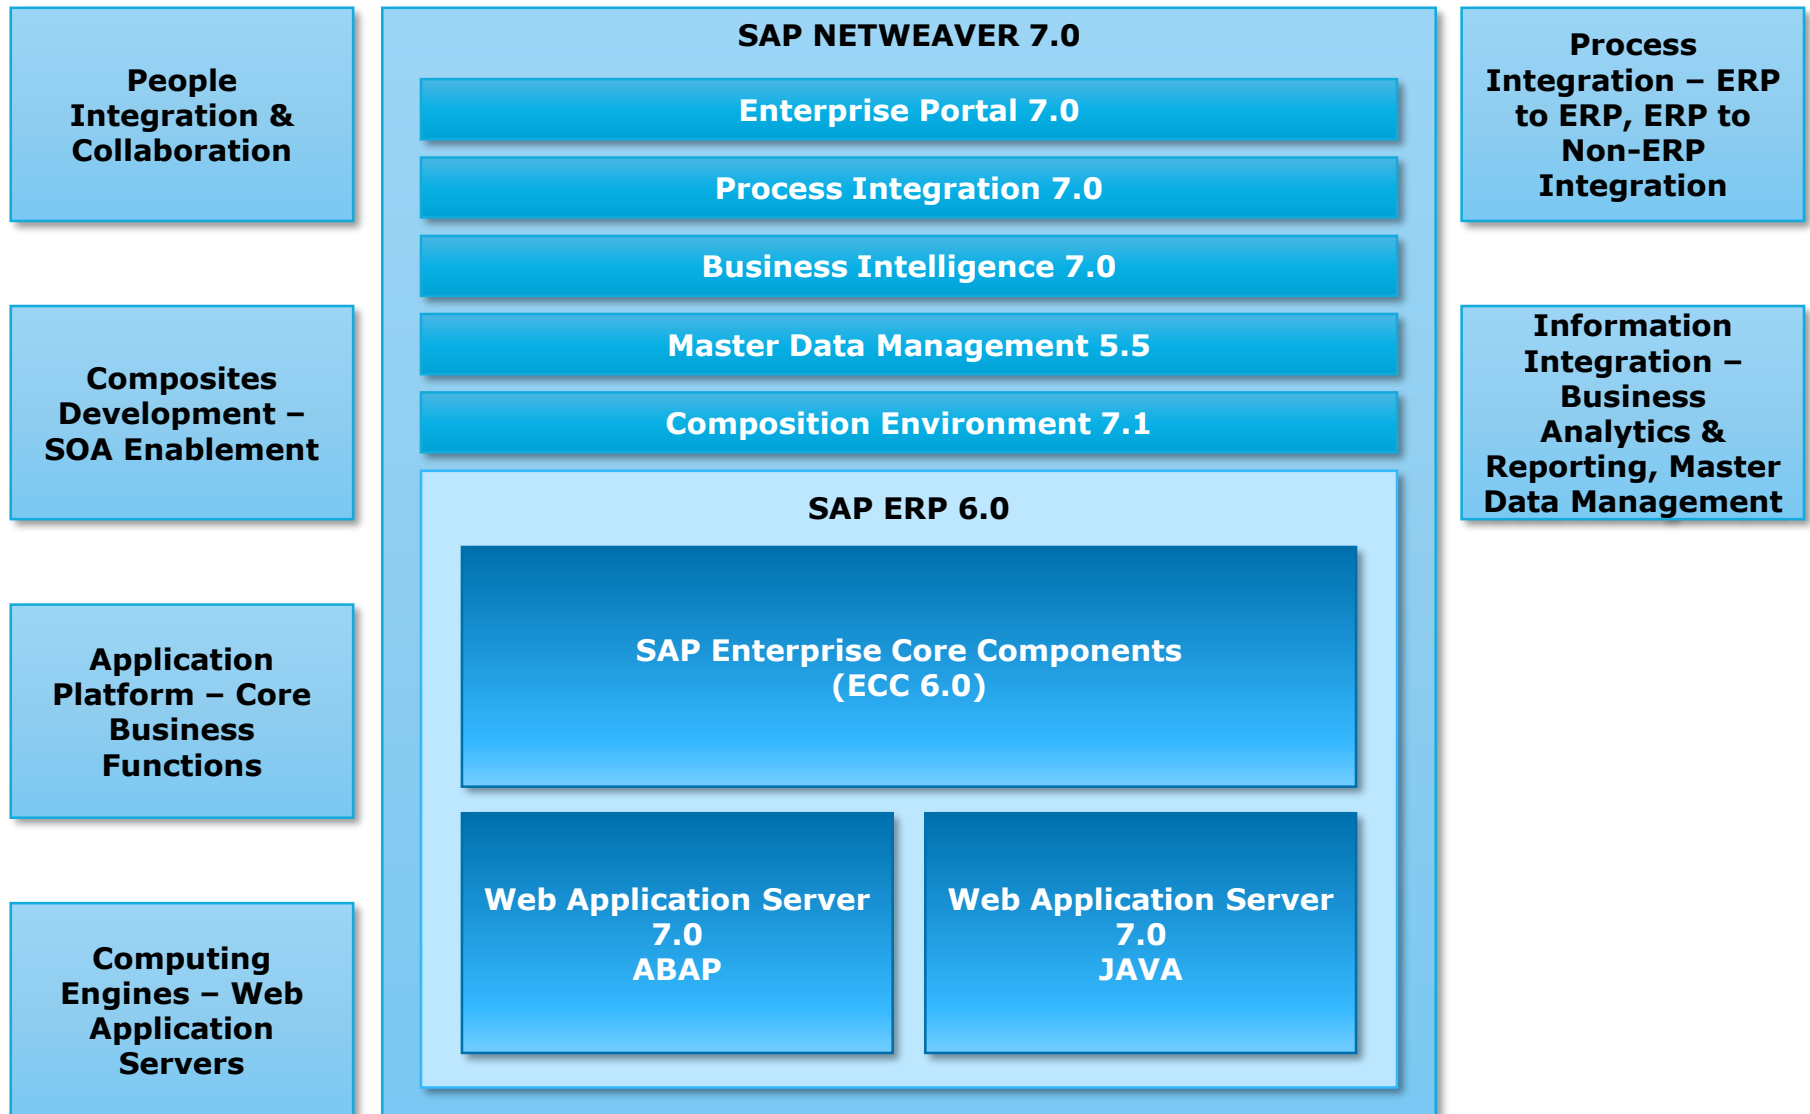 People
Integration &
Collaboration
Composites
Development –
SOA Enablement
Application
Platform – Core
Business
Functions
Computing
Engines – Web
Application
Servers
SAP NETWEAVER 7.0
Enterprise Portal 7.0
Process Integration 7.0
Business Intelligence 7.0
Master Data Management 5.5
Composition Environment 7.1
SAP ERP 6.0
SAP Enterprise Core Components
(ECC 6.0)
Web Application Server
7.0
ABAP
Web Application Server
7.0
JAVA
Process
Integration – ERP
to ERP, ERP to
Non-ERP
Integration
Information
Integration –
Business
Analytics &
Reporting, Master
Data Management